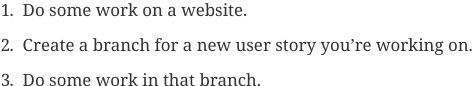 1. Do some work on a website.
2. Create a branch for a new user story you’re working on.
3. Do some work in that branch.